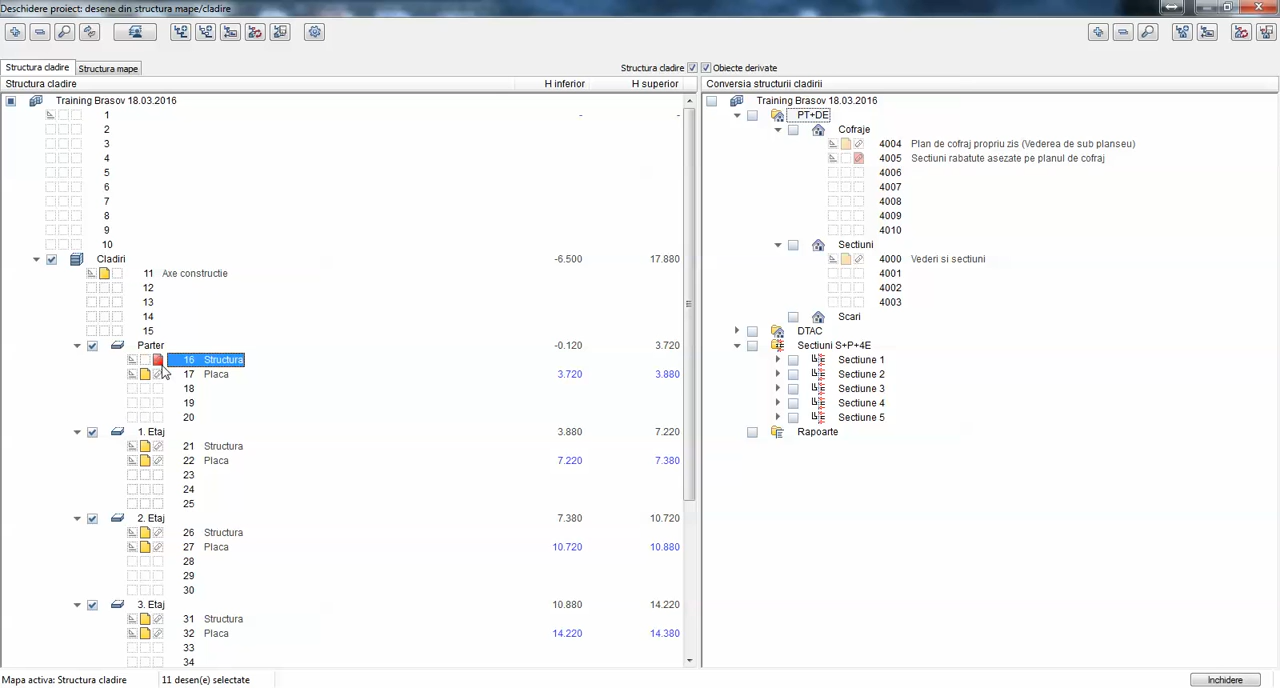 Deschidere proiect: desene din structura mape/cladire
Structura cladire Structura mape Structura cladire Obiecte derivate
Structura cladire H inferior H superior
Training Brasov 18.03.2016
1 - -
2
3
4
5
6
7
8
9
10
Cladiri -6.500 17.880
11 Axe constructie
12
13
14
15
Parter -0.120 3.720
16 Structura
17 Placa 3.720 3.880
18
19
20
1. Etaj 3.880 7.220
21 Structura
22 Placa 7.220 7.380
23
24
25
2. Etaj 7.380 10.720
26 Structura
27 Placa 10.720 10.880
28
29
30
3. Etaj 10.880 14.220
31 Structura
32 Placa 14.220 14.380
33
34
Conversia structurii cladirii
Training Brasov 18.03.2016
PT+DE
Cofraje
4004 Plan de cofraj propriu zis (Vederea de sub planseu)
4005 Sectiuni rabatute asezate pe planul de cofraj
4006
4007
4008
4009
4010
Sectiuni
4000 Vederi si sectiuni
4001
4002
4003
Scari
DTAC
Sectiuni S+P+4E
Sectiune 1
Sectiune 2
Sectiune 3
Sectiune 4
Sectiune 5
Rapoarte
Mapa activa: Structura cladire 11 desen(e) selectate Inchidere